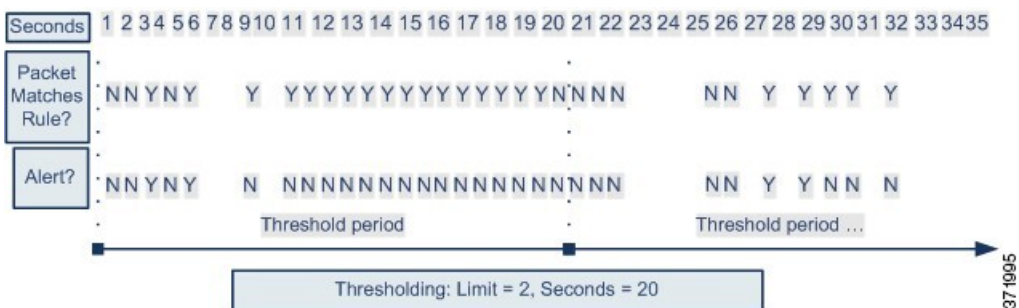 Seconds 1 2 3 4 5 6 7 8 9 10 11 12 13 14 15 16 17 18 19 20 21 22 23 24 25 26 27 28 29 30 31 32 33 34 35
Packet
Matches
Rule?
N N Y N Y Y Y Y Y Y Y Y Y Y Y Y Y Y Y Y Y Y N N N N N N Y Y Y Y Y
Alert?
N N Y N Y N N N N N N N N N N N N N N N N N N N N N N N Y Y N N N
Threshold period
Threshold period ...
Thresholding: Limit = 2, Seconds = 20
371995